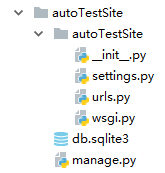 autoTestSite
autoTestSite
__init__.py
settings.py
urls.py
wsgi.py
db.sqlite3
manage.py